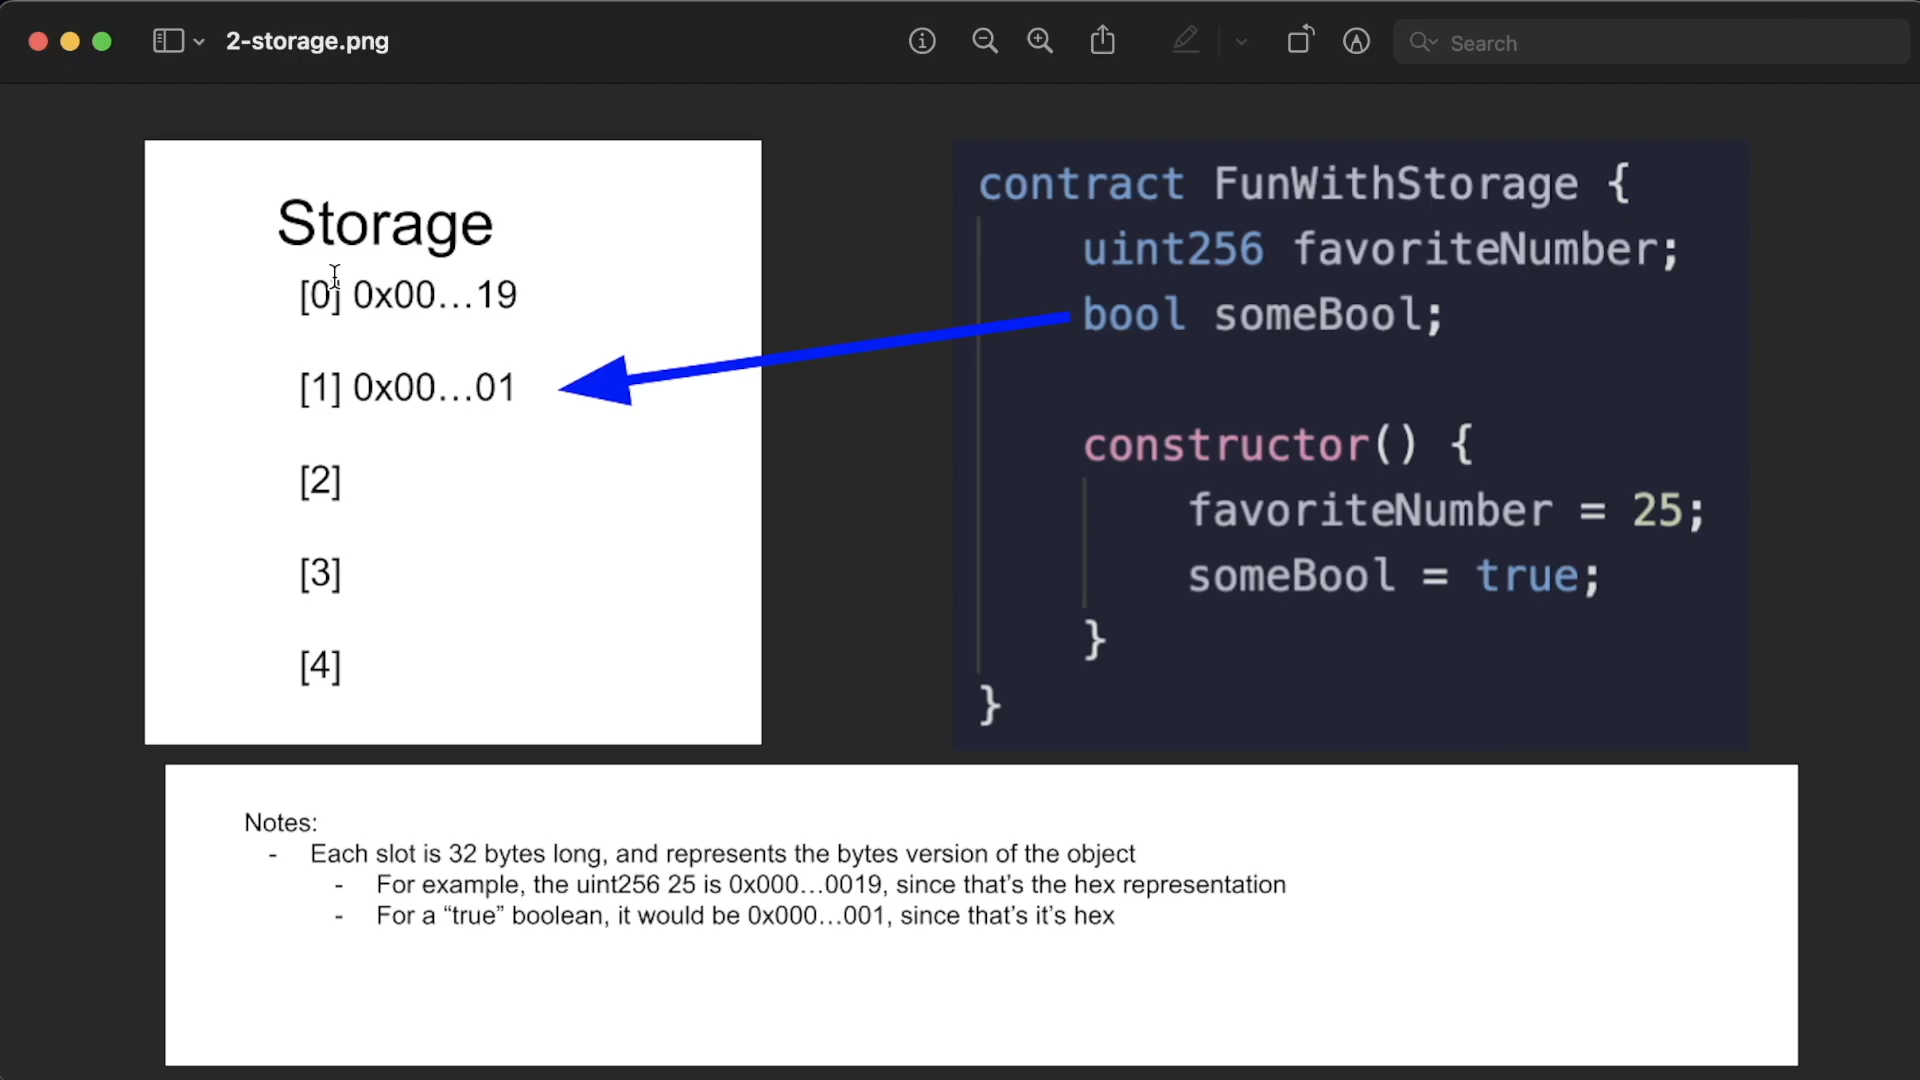 2-storage.png
Search
Storage
[0] 0x00...19
[1] 0x00...01
[2]
[3]
[4]
contract FunWithStorage {
uint256 favoriteNumber;
bool someBool;
constructor() {
favoriteNumber = 25;
someBool = true;
}
}
Notes:
- Each slot is 32 bytes long, and represents the bytes version of the object
- For example, the uint256 25 is 0x000...0019, since that’s the hex representation
- For a “true” boolean, it would be 0x000...001, since that’s it’s hex